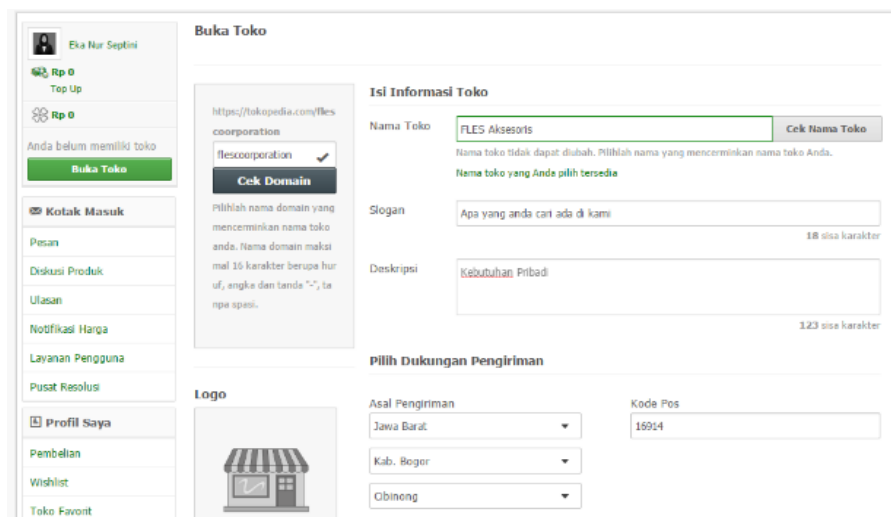 Eka Nur Septini
Rp 0
Top Up
Rp 0
Anda belum memiliki toko
Buka Toko
Kotak Masuk
Pesan
Diskusi Produk
Ulasan
Notifikasi Harga
Layanan Pengguna
Pusat Resolusi
Profil Saya
Pembelian
Wishlist
Toko Favorit
Buka Toko
https://tokopedia.com/fles
coorporation
flescoorporation
Cek Domain
Pilihlah nama domain yang
mencerminkan nama toko
anda. Nama domain maksi
mal 16 karakter berupa hur
uf, angka dan tanda "-", ta
npa spasi.
Logo
Isi Informasi Toko
Nama Toko
FLES Aksesoris
Cek Nama Toko
Nama toko tidak dapat diubah. Pilihlah nama yang mencerminkan nama toko Anda.
Nama toko yang Anda pilih tersedia
Slogan
Apa yang anda cari ada di kami
18 sisa karakter
Deskripsi
Kebutuhan Pribadi
123 sisa karakter
Pilih Dukungan Pengiriman
Asal Pengiriman
Jawa Barat
Kab. Bogor
Cibinong
Kode Pos
16914